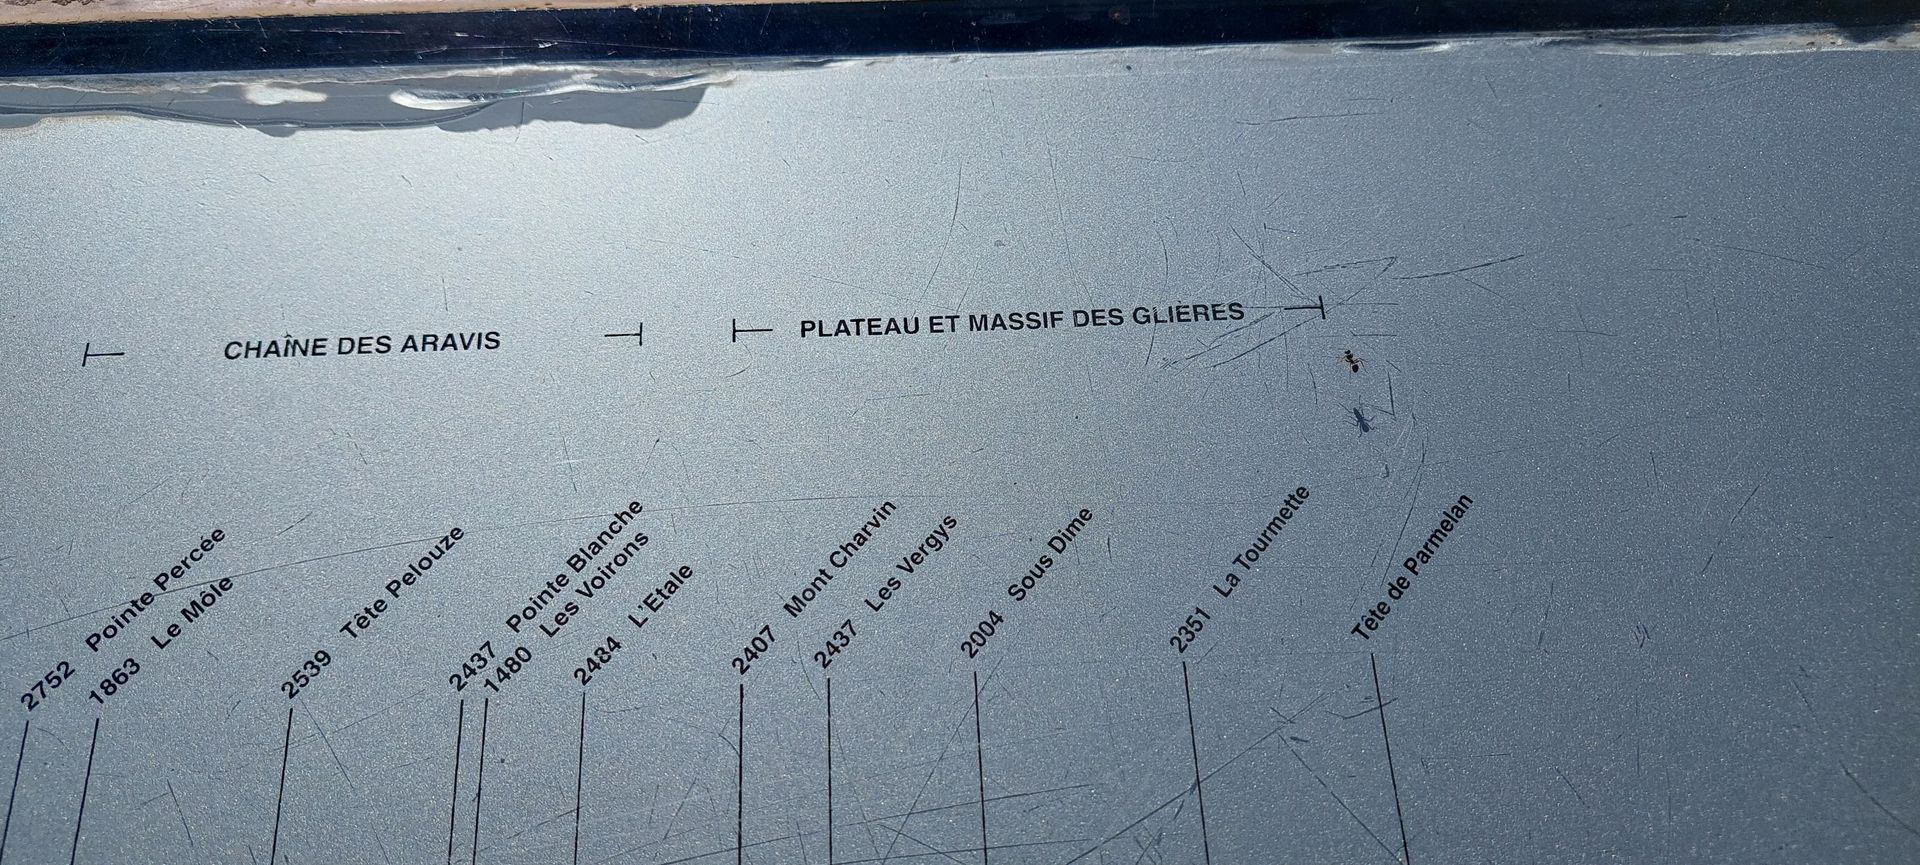 CHAÎNE DES ARAVIS
PLATEAU ET MASSIF DES GLIÈRES
2752 Pointe Percée
1863 Le Môle
2539 Tête Pelouze
2437 Pointe Blanche
1480 Les Voirons
2484 L'Etale
2407 Mont Charvin
2437 Les Vergys
2004 Sous Dime
2351 La Tournette
Tête de Parmelan